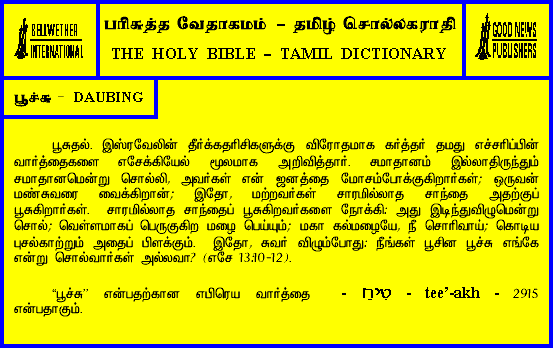 BELLWETHER
INTERNATIONAL
பரிசுத்த வேதாகமம் – தமிழ் சொல்லகராதி
THE HOLY BIBLE – TAMIL DICTIONARY
GOOD NEWS
PUBLISHERS
பூச்சு - DAUBING
பூசுதல். இஸ்ரவேலின் தீர்க்கதரிசிகளுக்கு விரோதமாக கர்த்தர் தமது எச்சரிப்பின்
வார்த்தைகளை எசேக்கியேல் மூலமாக அறிவித்தார். சமாதானம் இல்லாதிருந்தும்
சமாதானமென்று சொல்லி, அவர்கள் என் ஜனத்தை மோசம்போக்குகிறார்கள்; ஒருவன்
மண்சுவரை வைக்கிறான்; இதோ, மற்றவர்கள் சாரமில்லாத சாந்தை அதற்குப்
பூசுகிறார்கள். சாரமில்லாத சாந்தைப் பூசுகிறவர்களை நோக்கி: அது இடிந்துவிழுமென்று
சொல்; வெள்ளமாகப் பெருகுகிற மழை பெய்யும்; மகா கல்மழையே, நீ சொரிவாய்; கொடிய
புசல்காற்றும் அதைப் பிளக்கும். இதோ, சுவர் விழும்போது: நீங்கள் பூசின பூச்சு எங்கே
என்று சொல்வார்கள் அல்லவா? (எசே 13:10-12).
“பூச்சு” என்பதற்கான எபிரெய வார்த்தை - טִיחַ - tee'-akh - 2915
என்பதாகும்.